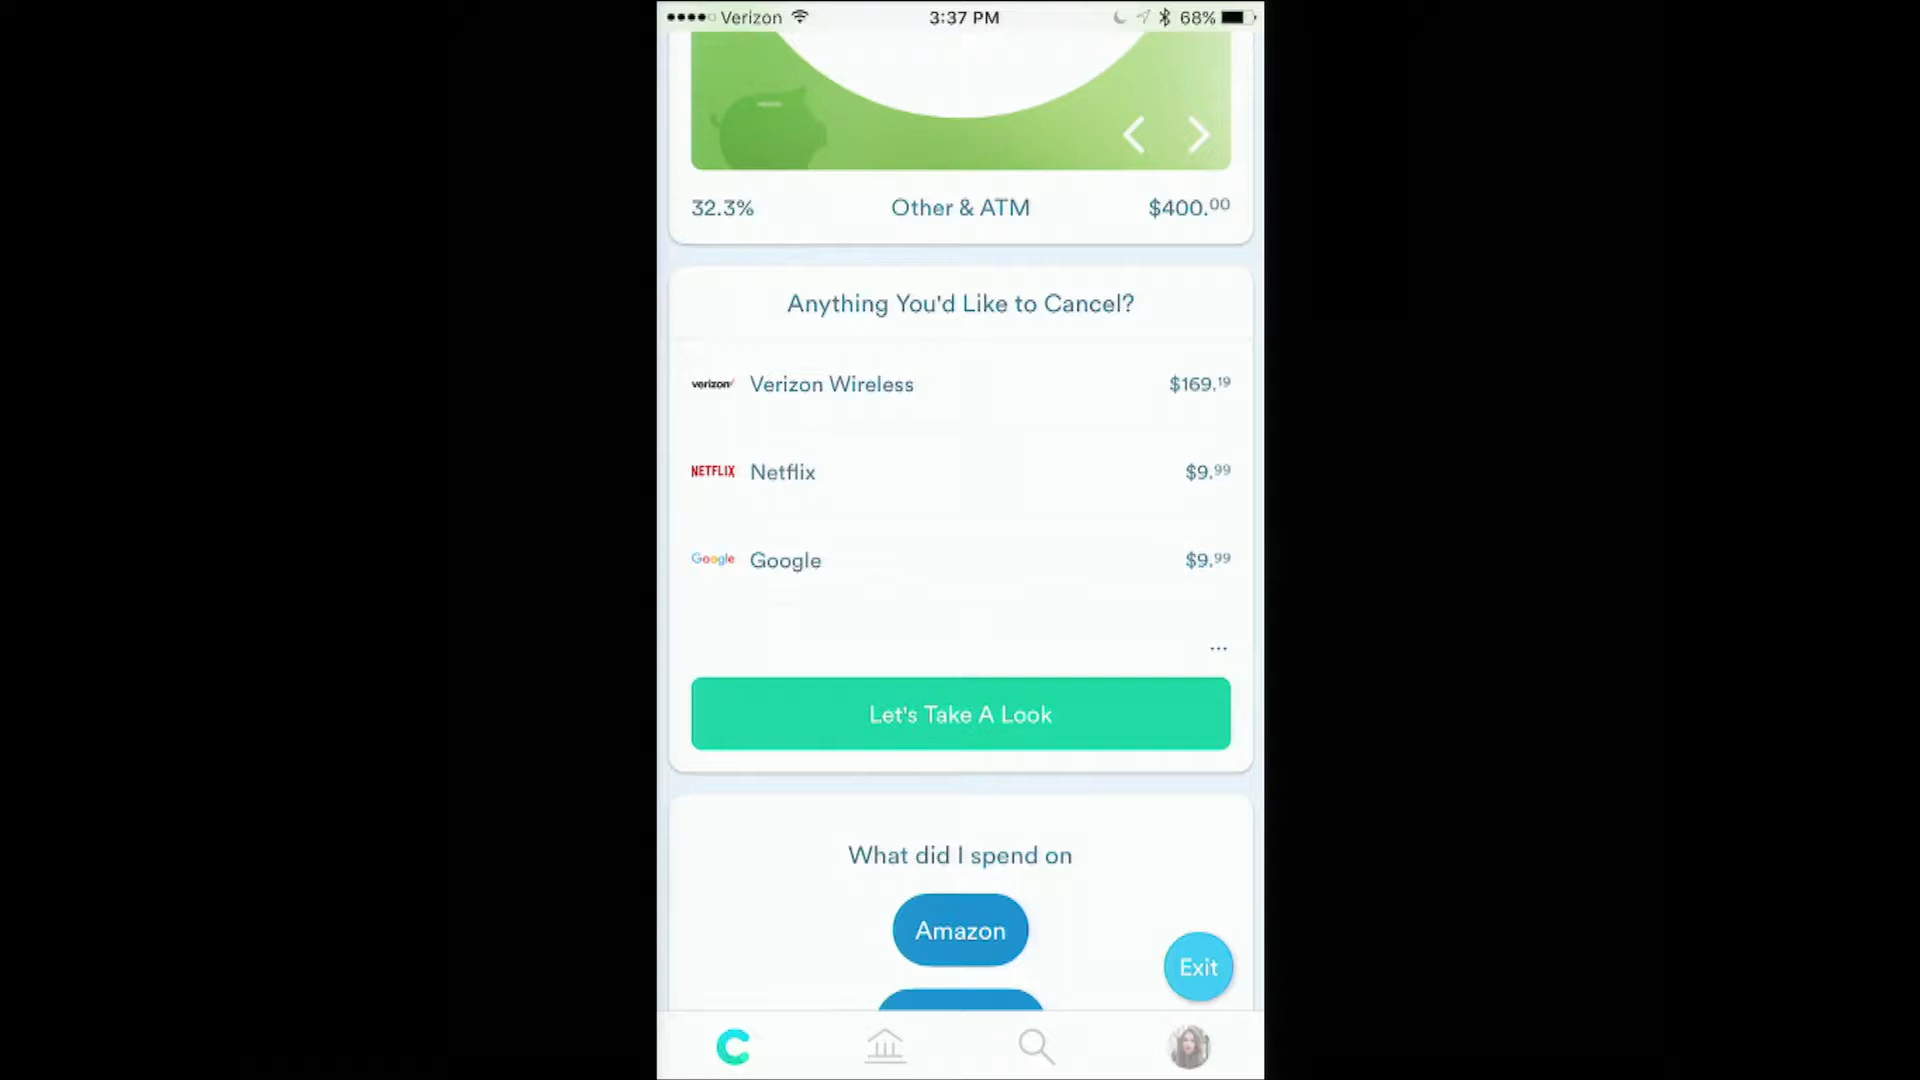 Verizon 3:37 PM 68%
32.3% Other & ATM $400.00
Anything You'd Like to Cancel?
verizon Verizon Wireless $169.19
NETFLIX Netflix $9.99
Google Google $9.99
...
Let's Take A Look
What did I spend on
Amazon
Exit